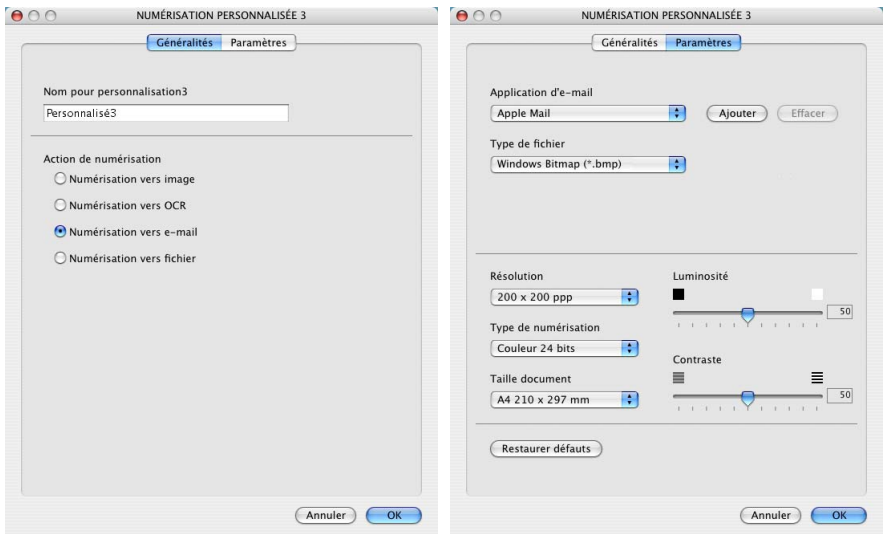 NUMÉRISATION PERSONNALISÉE 3
Généralités Paramètres
Nom pour personnalisation3
Personnalisé3
Action de numérisation
Numérisation vers image
Numérisation vers OCR
Numérisation vers e-mail
Numérisation vers fichier
Annuler OK
NUMÉRISATION PERSONNALISÉE 3
Généralités Paramètres
Application d'e-mail
Apple Mail Ajouter Effacer
Type de fichier
Windows Bitmap (*.bmp)
Résolution
200 x 200 ppp
Type de numérisation
Couleur 24 bits
Taille document
A4 210 x 297 mm
Luminosité
50
Contraste
50
Restaurer défauts
Annuler OK